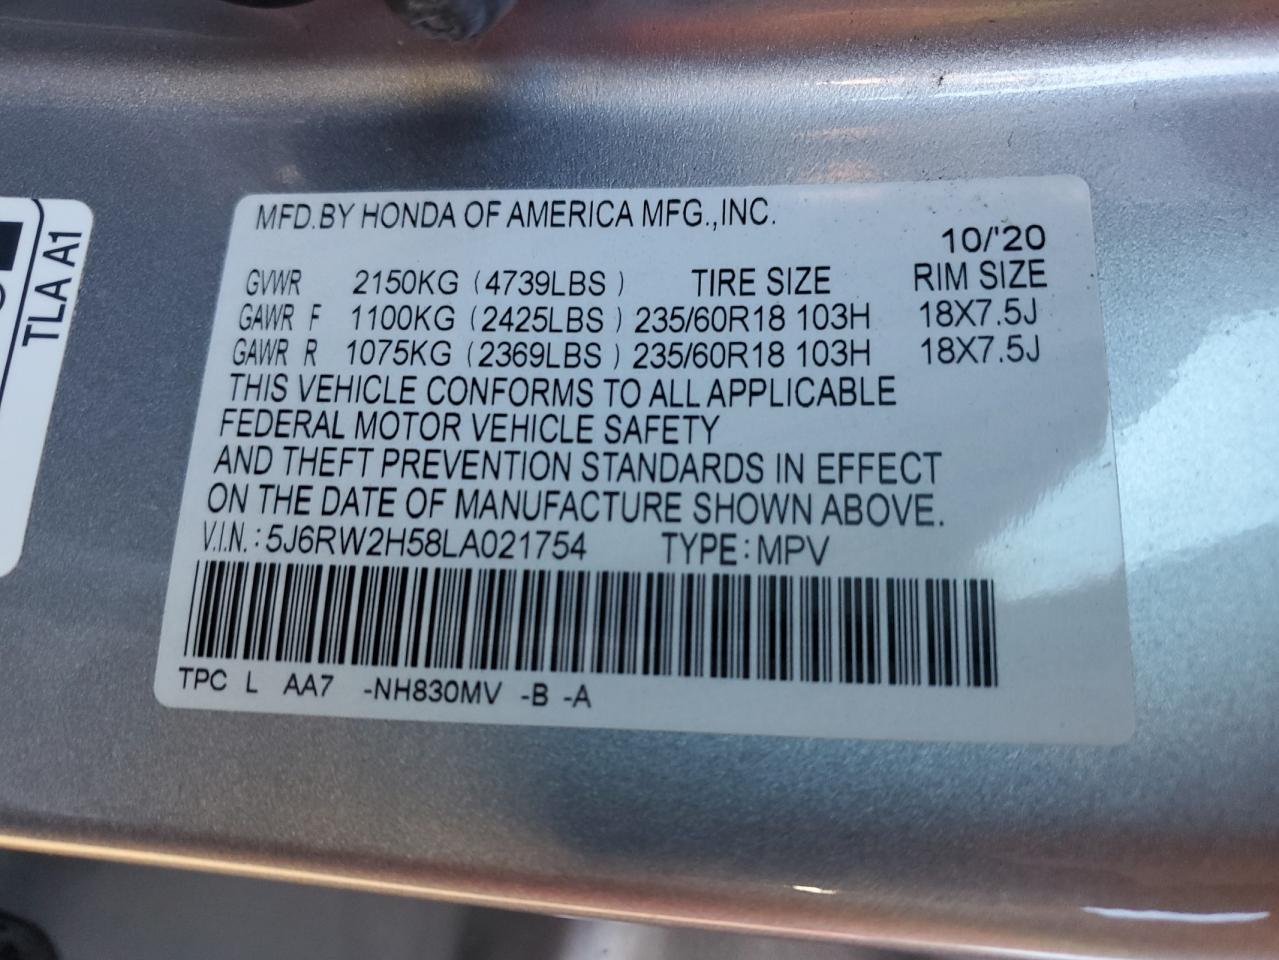 MFD.BY HONDA OF AMERICA MFG.,INC.
10/'20
GVWR 2150KG (4739LBS) TIRE SIZE RIM SIZE
GAWR F 1100KG (2425LBS) 235/60R18 103H 18X7.5J
GAWR R 1075KG (2369LBS) 235/60R18 103H 18X7.5J
THIS VEHICLE CONFORMS TO ALL APPLICABLE
FEDERAL MOTOR VEHICLE SAFETY
AND THEFT PREVENTION STANDARDS IN EFFECT
ON THE DATE OF MANUFACTURE SHOWN ABOVE.
V.I.N.: 5J6RW2H58LA021754 TYPE: MPV
TPC L AA7 -NH830MV -B -A
TLA A1